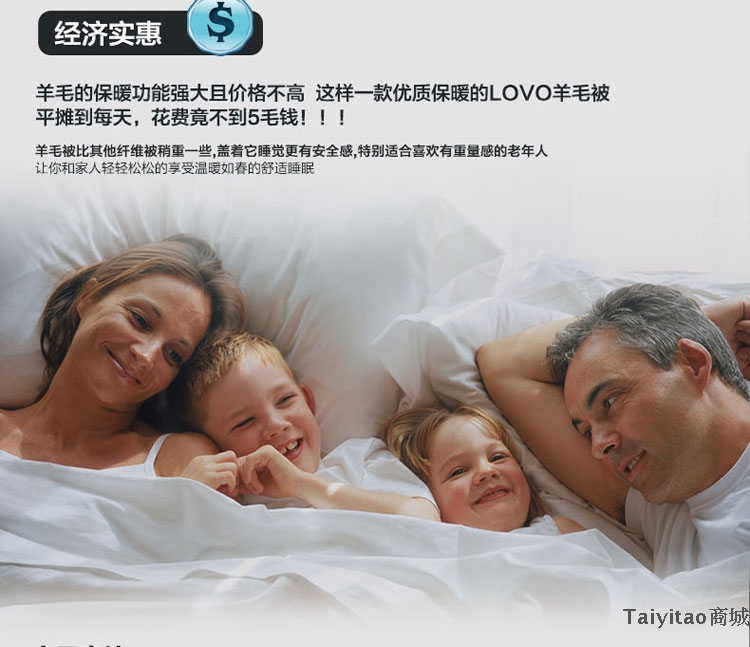 经济实惠
$
羊毛的保暖功能强大且价格不高 这样一款优质保暖的LOVO羊毛被
平摊到每天，花费竟不到5毛钱！！！
羊毛被比其他纤维被稍重一些,盖着它睡觉更有安全感,特别适合喜欢有重量感的老年人
让你和家人轻轻松松的享受温暖如春的舒适睡眠
Taiyitao商城